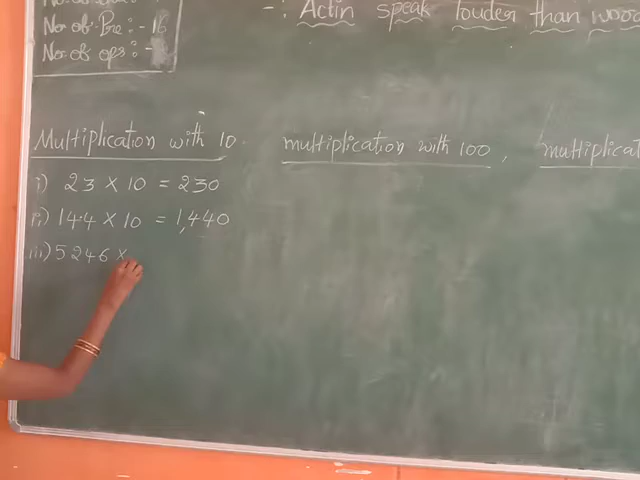 No of Pre :- 16
No. of ops :-
-: Actin speak louder than
Multiplication with 10.
i) 23 × 10 = 230
ii) 144 × 10 = 1,440
iii) 5246 ×
multiplication with 100,